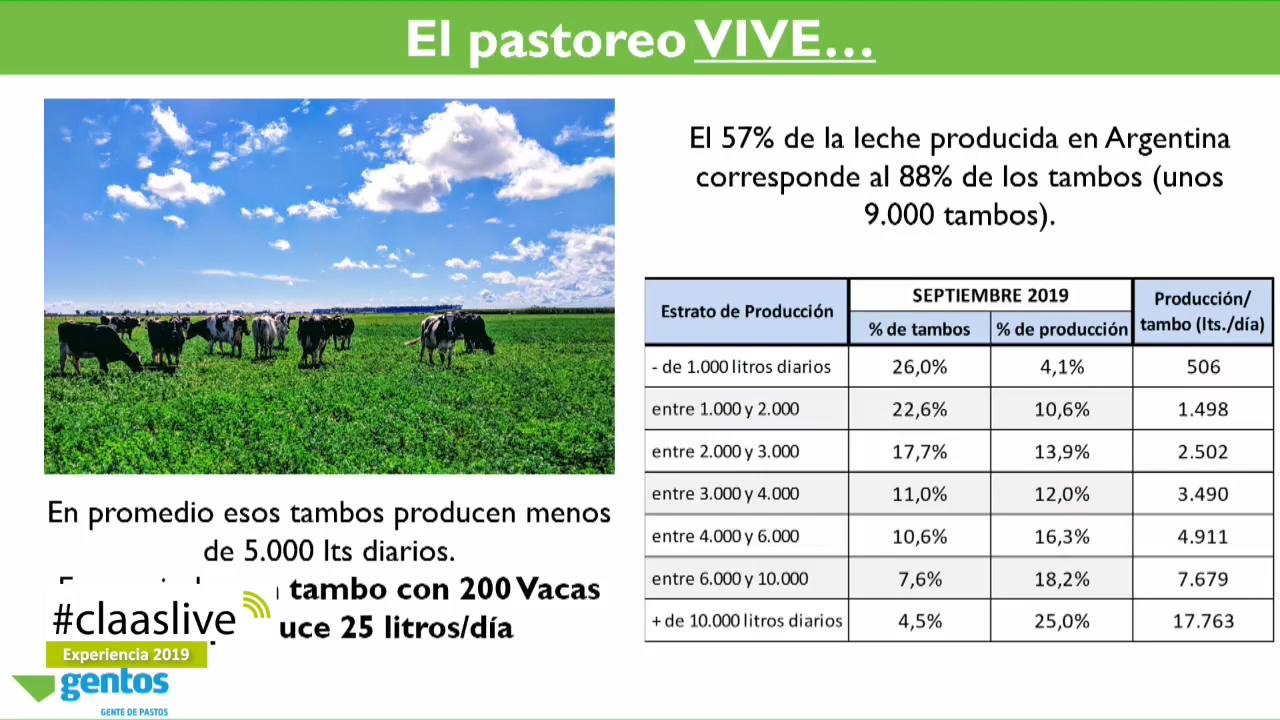 El pastoreo VIVE...
El 57% de la leche producida en Argentina
corresponde al 88% de los tambos (unos
9.000 tambos).
Estrato de Producción
SEPTIEMBRE 2019
% de tambos
% de producción
Producción/
tambo (lts./día)
- de 1.000 litros diarios 26,0% 4,1% 506
entre 1.000 y 2.000 22,6% 10,6% 1.498
entre 2.000 y 3.000 17,7% 13,9% 2.502
entre 3.000 y 4.000 11,0% 12,0% 3.490
entre 4.000 y 6.000 10,6% 16,3% 4.911
entre 6.000 y 10.000 7,6% 18,2% 7.679
+ de 10.000 litros diarios 4,5% 25,0% 17.763
En promedio esos tambos producen menos
de 5.000 lts diarios.
tambo con 200 Vacas
uce 25 litros/día
#claaslive
Experiencia 2019
gentos
GENTE DE PASTOS